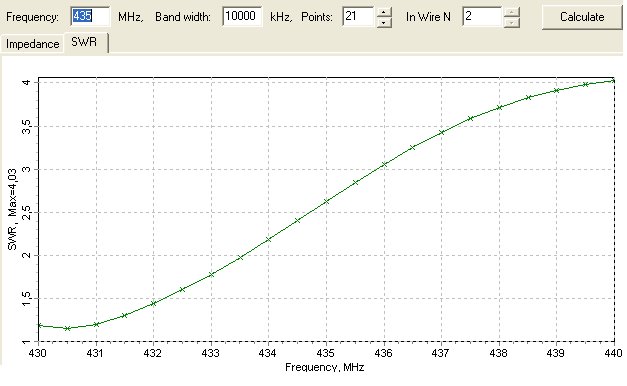 Frequency: 435 MHz, Band width: 10000 kHz, Points: 21 In Wire N 2 Calculate
Impedance SWR
SWR, Max=4,03
4
3,5
3
2,5
2
1,5
1
430 431 432 433 434 435 436 437 438 439 440
Frequency, MHz